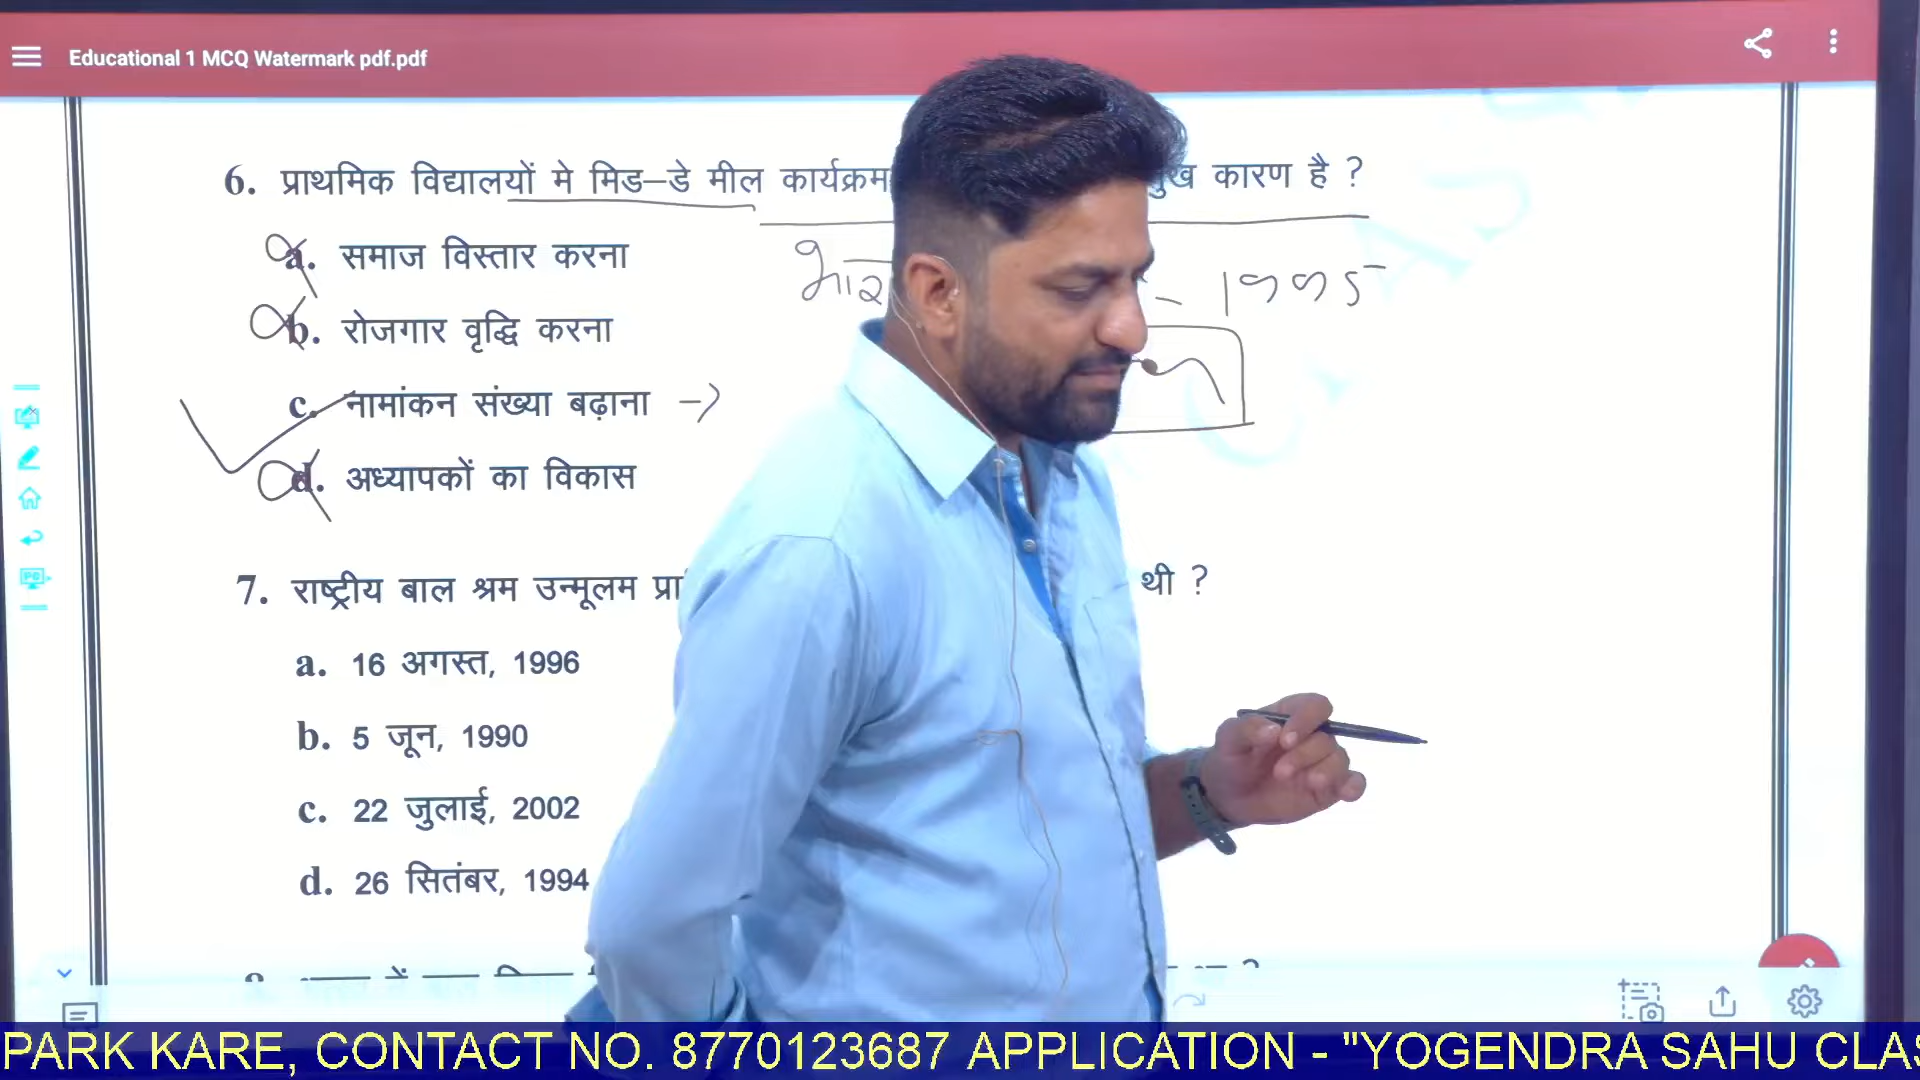 Educational 1 MCQ Watermark pdf.pdf
6. प्राथमिक विद्यालयों मे मिड–डे मील कार्यक्रम कारण है ?
a. समाज विस्तार करना
b. रोजगार वृद्धि करना
c. नामांकन संख्या बढ़ाना
d. अध्यापकों का विकास
- 1995
7. राष्ट्रीय बाल श्रम उन्मूलम थी ?
a. 16 अगस्त, 1996
b. 5 जून, 1990
c. 22 जुलाई, 2002
d. 26 सितंबर, 1994
PARK KARE, CONTACT NO. 8770123687 APPLICATION - "YOGENDRA SAHU